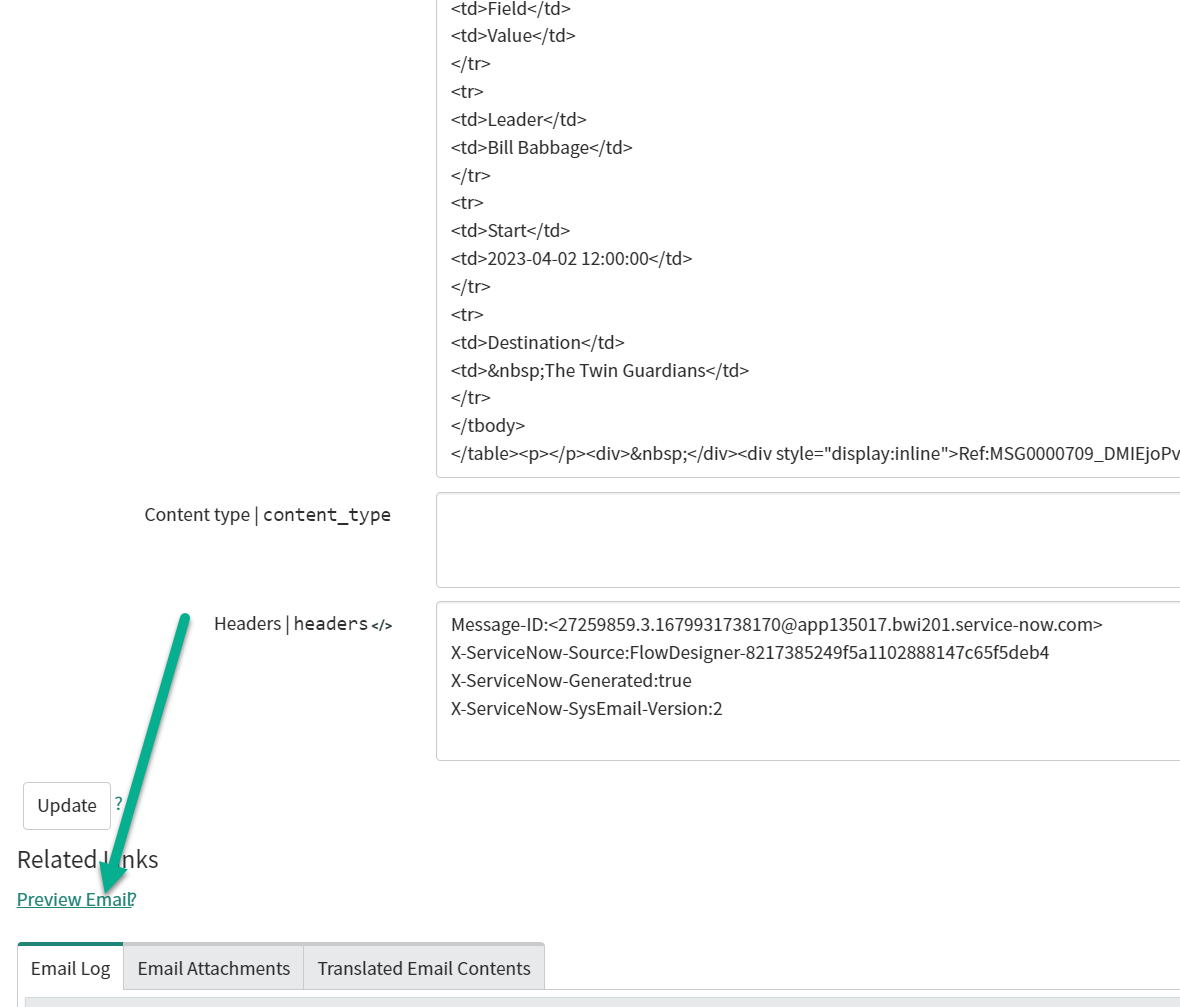 <td>Field</td>
<td>Value</td>
</tr>
<tr>
<td>Leader</td>
<td>Bill Babbage</td>
</tr>
<tr>
<td>Start</td>
<td>2023-04-02 12:00:00</td>
</tr>
<tr>
<td>Destination</td>
<td>&nbsp;The Twin Guardians</td>
</tr>
</tbody>
</table><p></p><div>&nbsp;</div><div style="display:inline">Ref:MSG0000709_DMIEjoPv
Content type | content_type
Headers | headers </>
Message-ID:<27259859.3.1679931738170@app135017.bwi201.service-now.com>
X-ServiceNow-Source:FlowDesigner-8217385249f5a1102888147c65f5deb4
X-ServiceNow-Generated:true
X-ServiceNow-SysEmail-Version:2
Update ?
Related Links
Preview Email?
Email Log Email Attachments Translated Email Contents